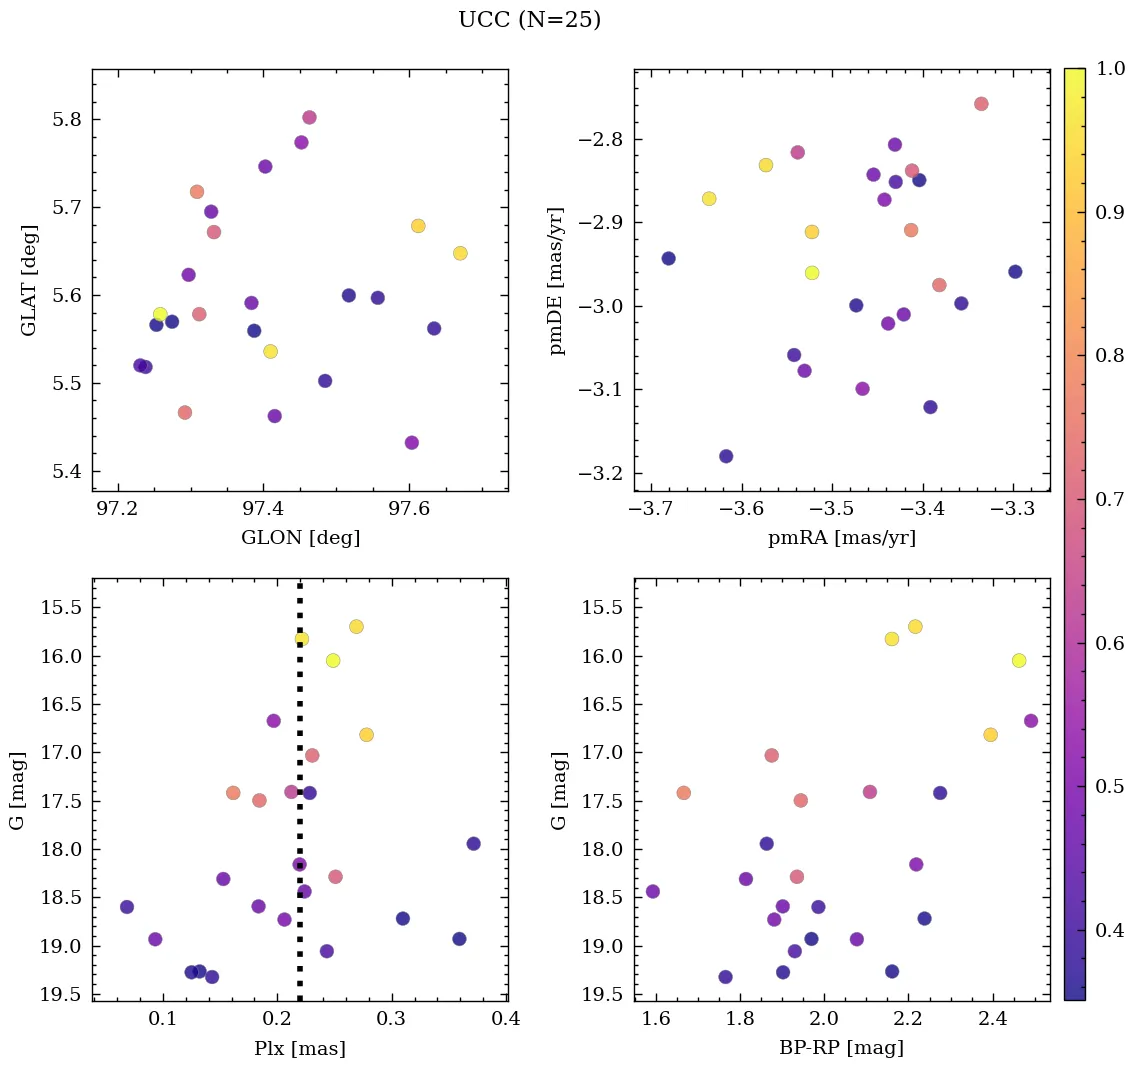 UCC (N=25)
5.8
5.7
5.6
5.5
5.4
GLAT [deg]
97.2 97.4 97.6
GLON [deg]
−2.8
−2.9
−3.0
−3.1
−3.2
pmDE [mas/yr]
−3.7 −3.6 −3.5 −3.4 −3.3
pmRA [mas/yr]
15.5
16.0
16.5
17.0
17.5
18.0
18.5
19.0
19.5
G [mag]
0.1 0.2 0.3 0.4
Plx [mas]
15.5
16.0
16.5
17.0
17.5
18.0
18.5
19.0
19.5
G [mag]
1.6 1.8 2.0 2.2 2.4
BP-RP [mag]
1.0
0.9
0.8
0.7
0.6
0.5
0.4